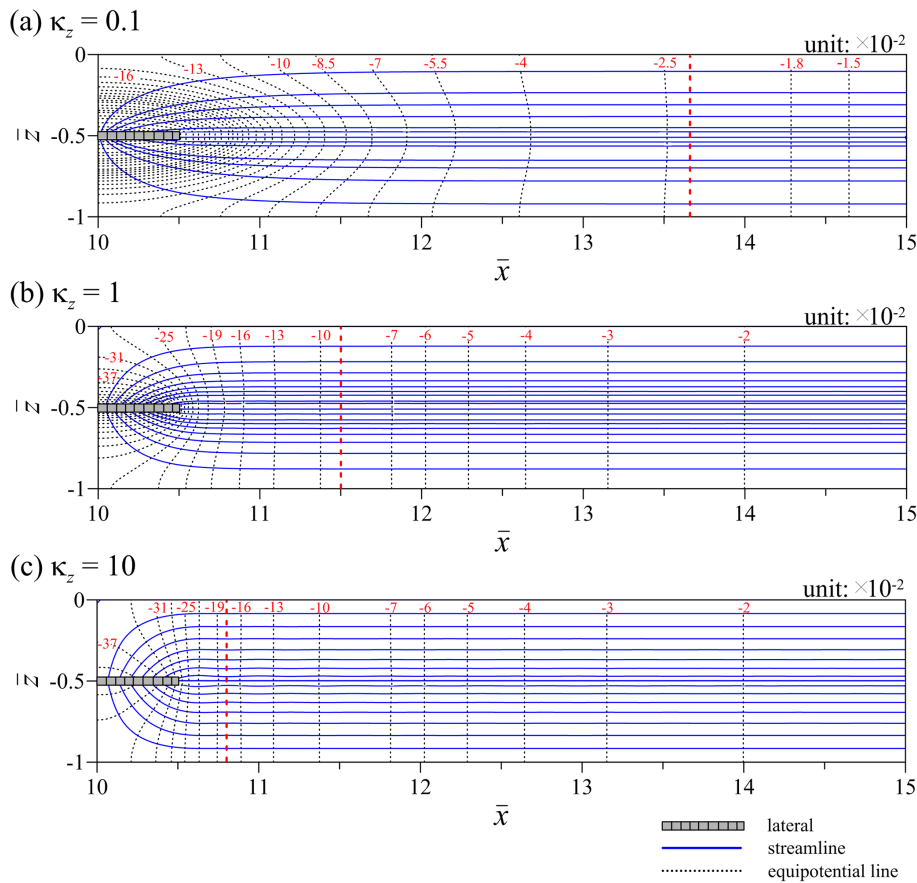 (a) κz = 0.1
unit: ×10-2
0 -16 -13 -10 -8.5 -7 -5.5 -4 -2.5 -1.8 -1.5
z̄ -0.5
-1
10 11 12 13 14 15
x̄
(b) κz = 1
unit: ×10-2
0 -25 -19 -16 -13 -10 -7 -6 -5 -4 -3 -2
-31
-37
z̄ -0.5
-1
10 11 12 13 14 15
x̄
(c) κz = 10
unit: ×10-2
0 -31 -25 -19 -16 -13 -10 -7 -6 -5 -4 -3 -2
-37
z̄ -0.5
-1
10 11 12 13 14 15
x̄
lateral
streamline
equipotential line